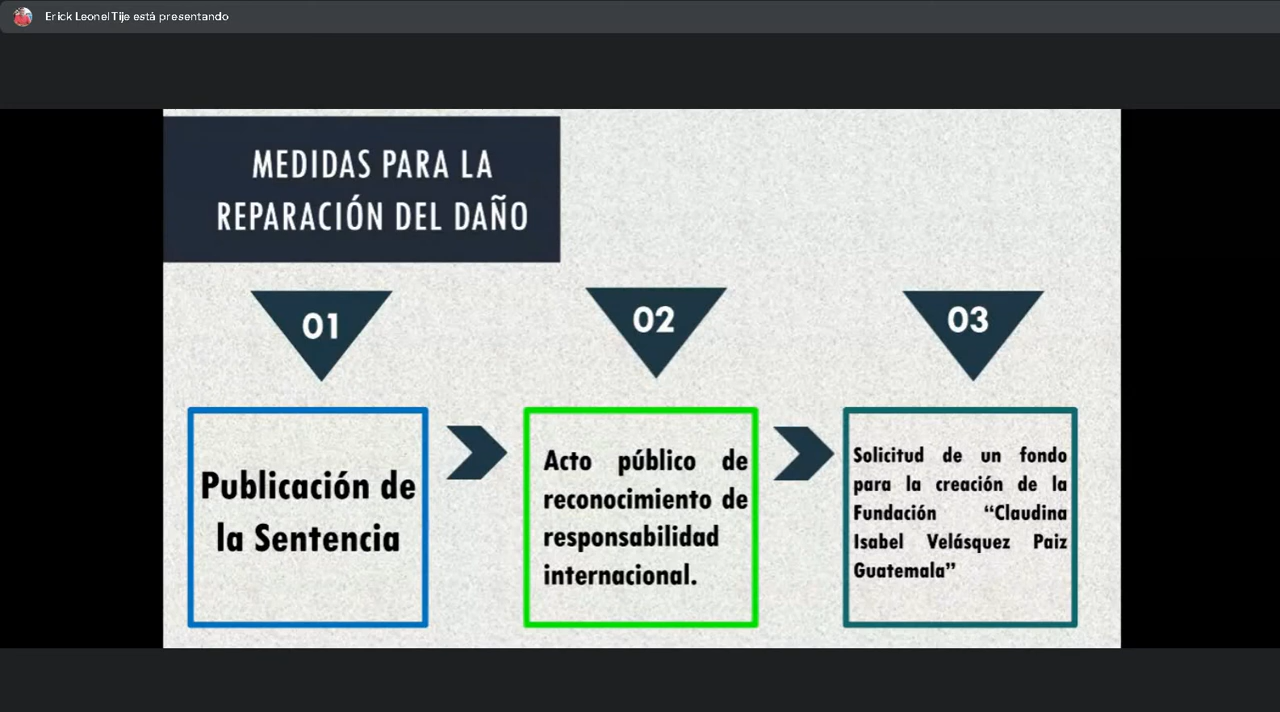 Erick Leonel Tije está presentando
MEDIDAS PARA LA
REPARACIÓN DEL DAÑO
01
02
03
Publicación de
la Sentencia
Acto público de
reconocimiento de
responsabilidad
internacional.
Solicitud de un fondo
para la creación de la
Fundación “Claudina
Isabel Velásquez Paiz
Guatemala”